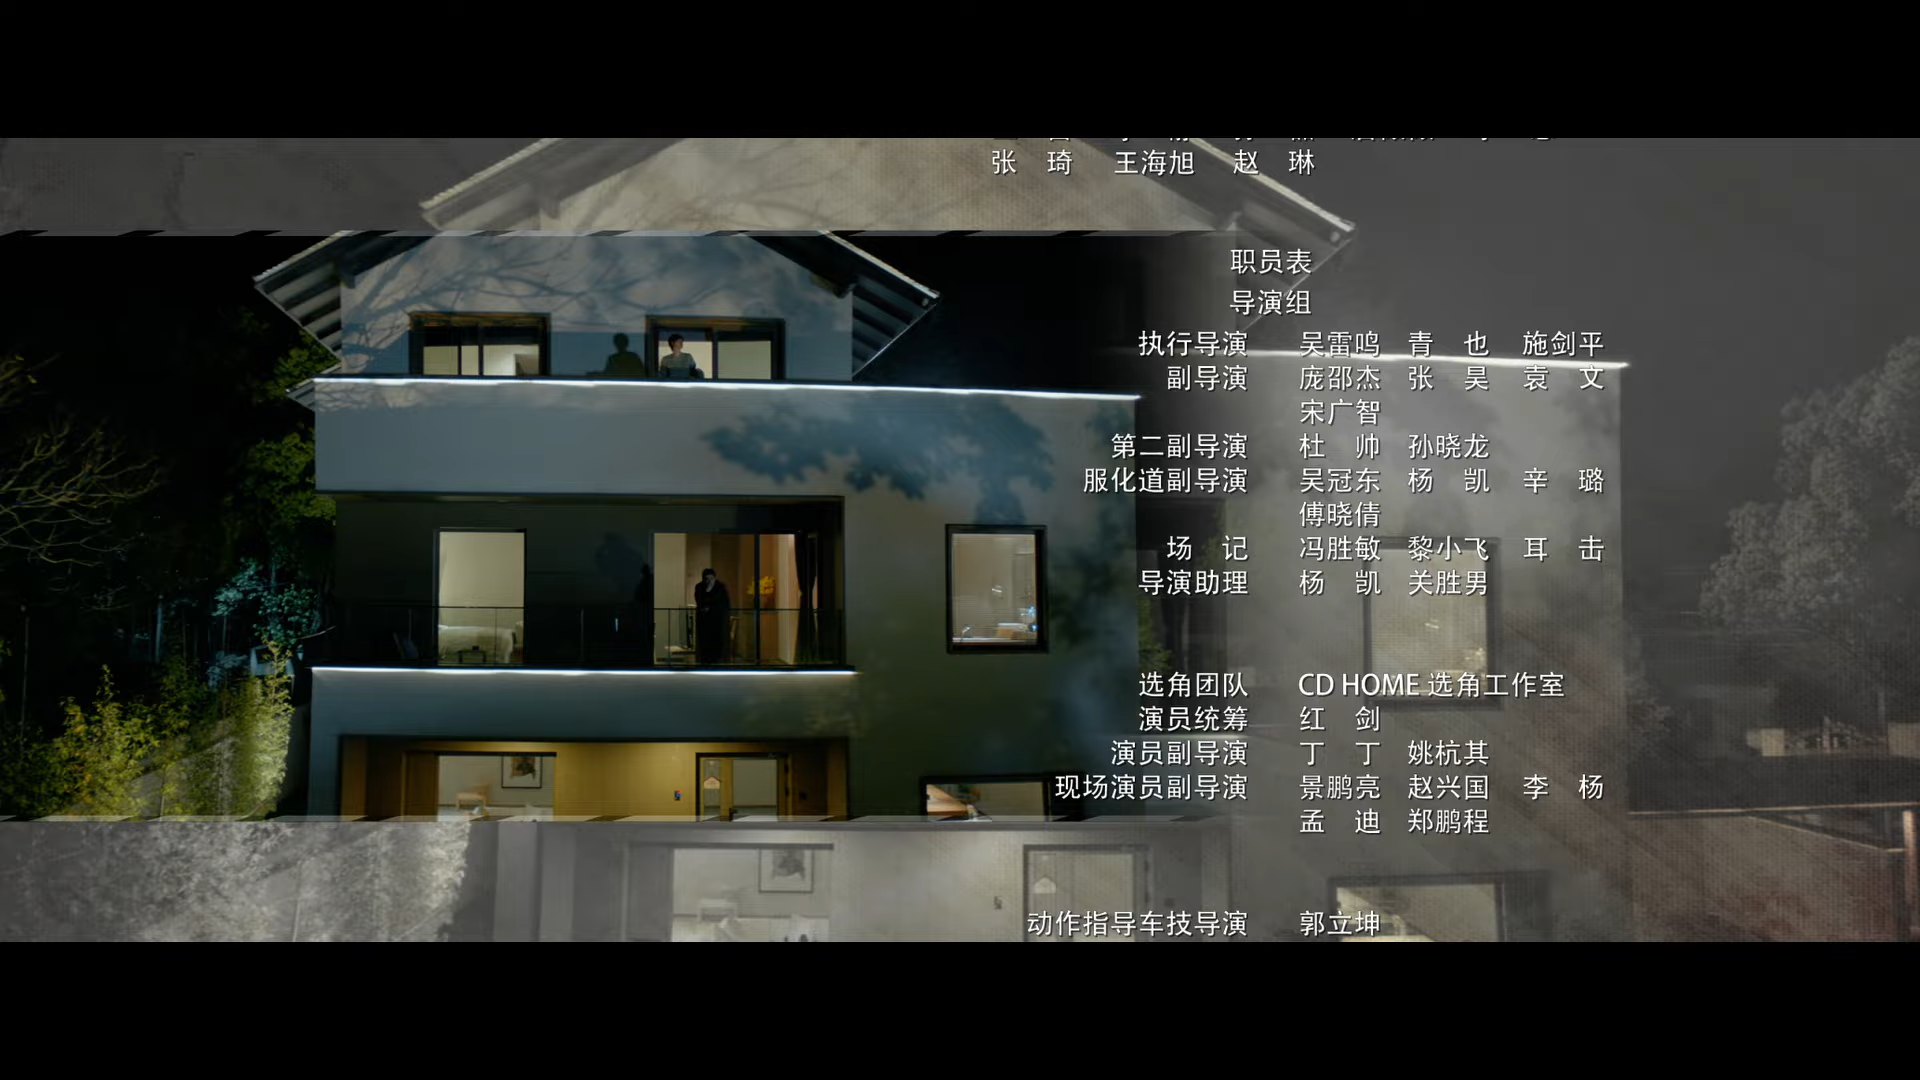 张 琦 王海旭 赵 琳
职员表
导演组
执行导演 吴雷鸣 青 也 施剑平
副导演 庞邵杰 张 昊 袁 文
宋广智
第二副导演 杜 帅 孙晓龙
服化道副导演 吴冠东 杨 凯 辛 璐
傅晓倩
场 记 冯胜敏 黎小飞 耳 击
导演助理 杨 凯 关胜男
选角团队 CD HOME 选角工作室
演员统筹 红 剑
演员副导演 丁 丁 姚杭其
现场演员副导演 景鹏亮 赵兴国 李 杨
孟 迪 郑鹏程
动作指导车技导演 郭立坤